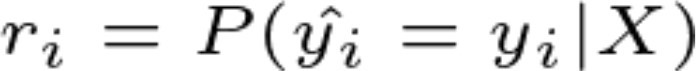 r_i = P(\hat{y_i} = y_i | X)